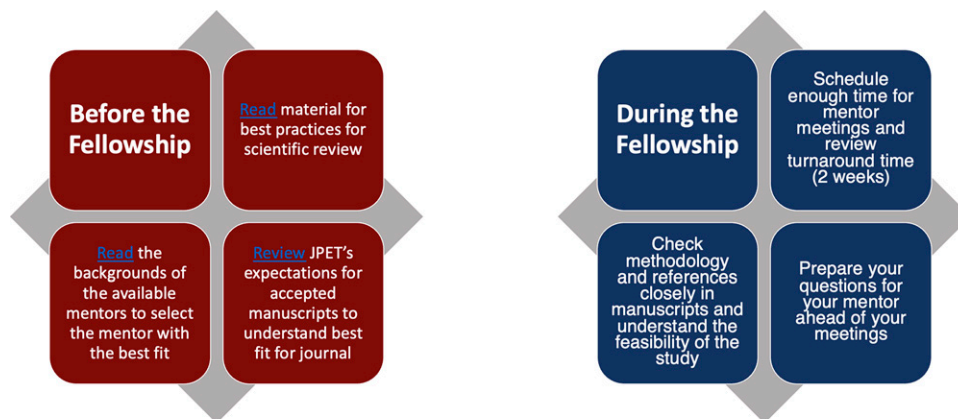 Before the
Fellowship
Read material for
best practices for
scientific review
Read the
backgrounds of
the available
mentors to select
the mentor with
the best fit
Review JPET’s
expectations for
accepted
manuscripts to
understand best
fit for journal
During the
Fellowship
Schedule
enough time for
mentor
meetings and
review
turnaround time
(2 weeks)
Check
methodology
and references
closely in
manuscripts and
understand the
feasibility of the
study
Prepare your
questions for
your mentor
ahead of your
meetings